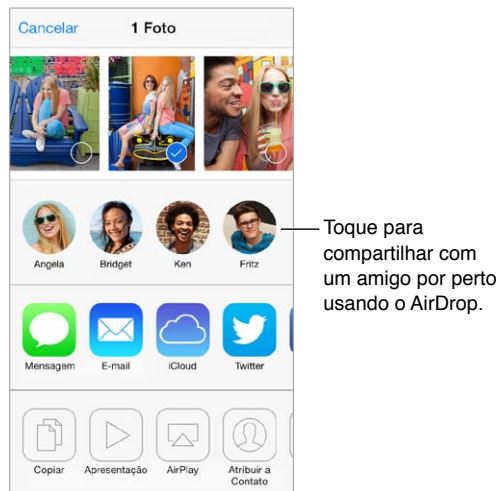 Cancelar
1 Foto
Angela
Bridget
Ken
Fritz
Toque para
compartilhar com
um amigo por perto
usando o AirDrop.
Mensagem
E-mail
iCloud
Twitter
Copiar
Apresentação
AirPlay
Atribuir a
Contato